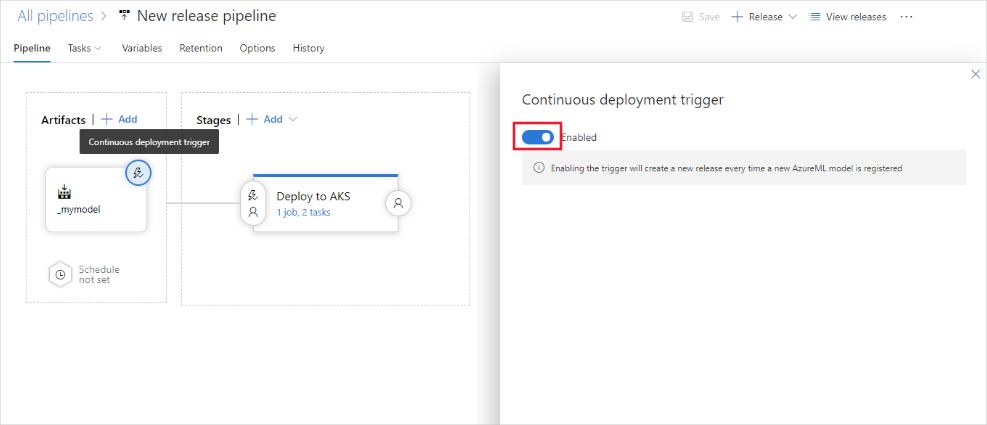 All pipelines > New release pipeline
Save + Release View releases ...
Pipeline Tasks Variables Retention Options History
Continuous deployment trigger
Enabled
Enabling the trigger will create a new release every time a new AzureML model is registered
Artifacts | + Add
Stages | + Add
Continuous deployment trigger
_mymodel
Deploy to AKS
1 job, 2 tasks
Schedule
not set